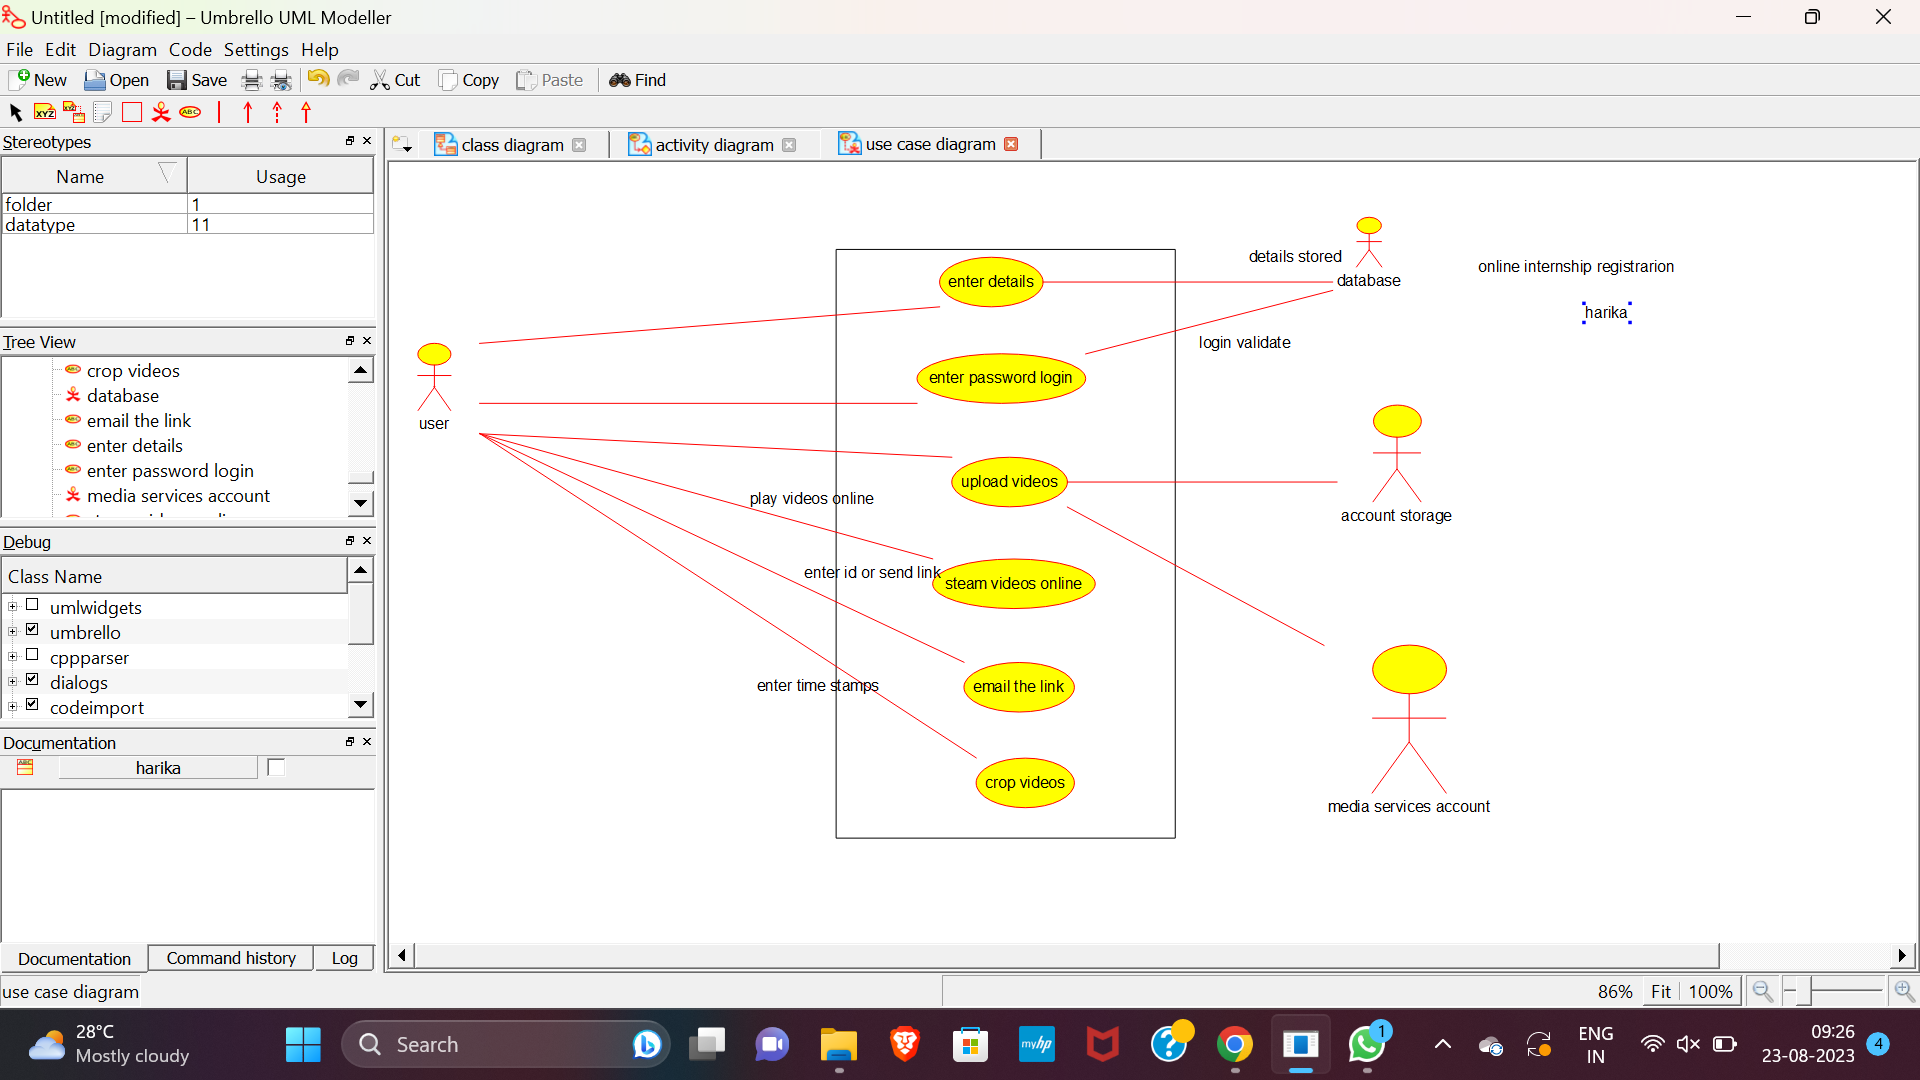 Untitled [modified] – Umbrello UML Modeller
File Edit Diagram Code Settings Help
New Open Save Cut Copy Paste Find
XYZ XYZ ABC
Stereotypes
Name Usage
folder 1
datatype 11
Tree View
crop videos
database
email the link
enter details
enter password login
media services account
Debug
Class Name
umlwidgets
umbrello
cppparser
dialogs
codeimport
Documentation
harika
Documentation Command history Log
use case diagram
class diagram activity diagram use case diagram
details stored
database
online internship registrarion
harika
enter details
login validate
enter password login
user
upload videos
play videos online
account storage
enter id or send link
steam videos online
enter time stamps
email the link
crop videos
media services account
86% Fit 100%
28°C
Mostly cloudy
Search
myhp
1
ENG
IN
09:26
23-08-2023
4